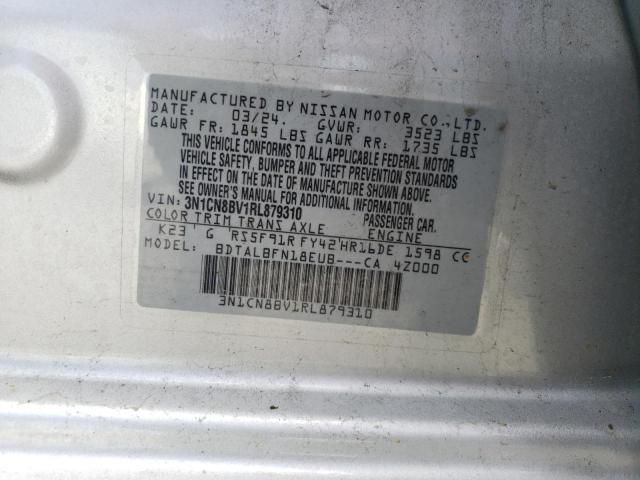 MANUFACTURED BY NISSAN MOTOR CO.,LTD.
DATE: 03/24. GVWR: 3523 LBS
GAWR FR: 1845 LBS GAWR RR: 1735 LBS
THIS VEHICLE CONFORMS TO ALL APPLICABLE FEDERAL MOTOR
VEHICLE SAFETY, BUMPER AND THEFT PREVENTION STANDARDS
IN EFFECT ON THE DATE OF MANUFACTURE SHOWN ABOVE.
SEE OWNER'S MANUAL FOR ADDITIONAL INFORMATION.
VIN: 3N1CN8BV1RL879310 PASSENGER CAR.
COLOR TRIM TRANS AXLE ENGINE
K23 G RS5F91R FY42 HR16DE 1598 CC
BDTALBFN18EUB---CA 4Z000
3N1CN8BV1RL879310